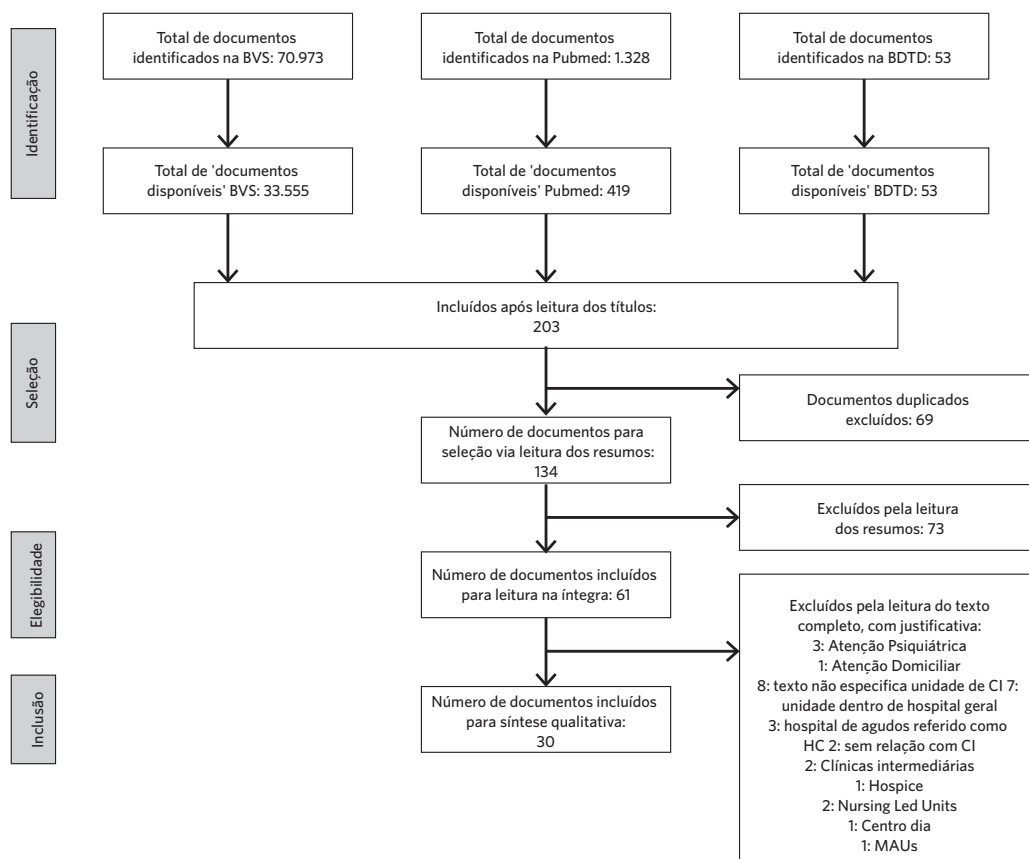 Identificação
Total de documentos
identificados na BVS: 70.973
Total de documentos
identificados na Pubmed: 1.328
Total de documentos
identificados na BDTD: 53
Total de 'documentos
disponíveis' BVS: 33.555
Total de 'documentos
disponíveis' Pubmed: 419
Total de 'documentos
disponíveis' BDTD: 53
Seleção
Incluídos após leitura dos títulos:
203
Documentos duplicados
excluídos: 69
Número de documentos para
seleção via leitura dos resumos:
134
Excluídos pela leitura
dos resumos: 73
Elegibilidade
Número de documentos incluídos
para leitura na íntegra: 61
Excluídos pela leitura do texto
completo, com justificativa:
3: Atenção Psiquiátrica
1: Atenção Domiciliar
8: texto não especifica unidade de CI 7:
unidade dentro de hospital geral
3: hospital de agudos referido como
HC 2: sem relação com CI
2: Clínicas intermediárias
1: Hospice
2: Nursing Led Units
1: Centro dia
1: MAUs
Inclusão
Número de documentos incluídos
para síntese qualitativa:
30